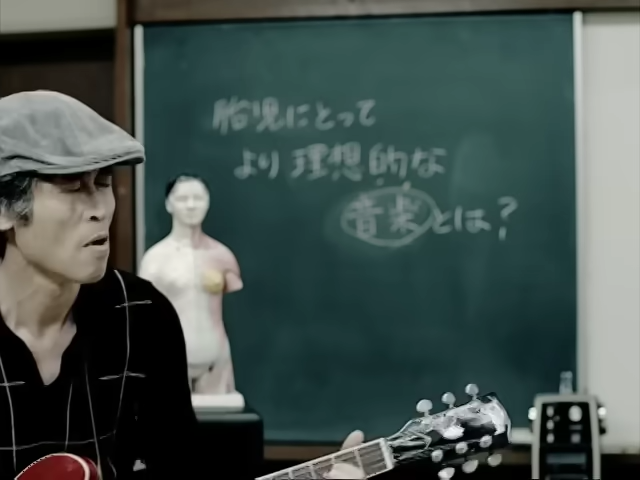 胎児にとって
より理想的な
音楽とは?